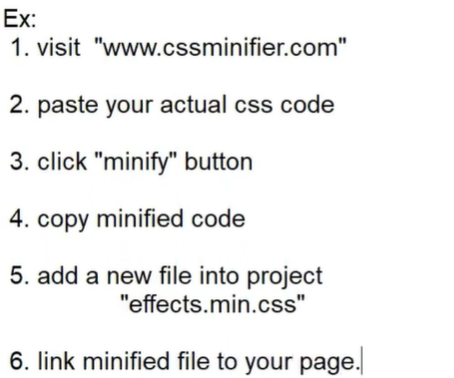 Ex:
1. visit "www.cssminifier.com"
2. paste your actual css code
3. click "minify" button
4. copy minified code
5. add a new file into project
"effects.min.css"
6. link minified file to your page.